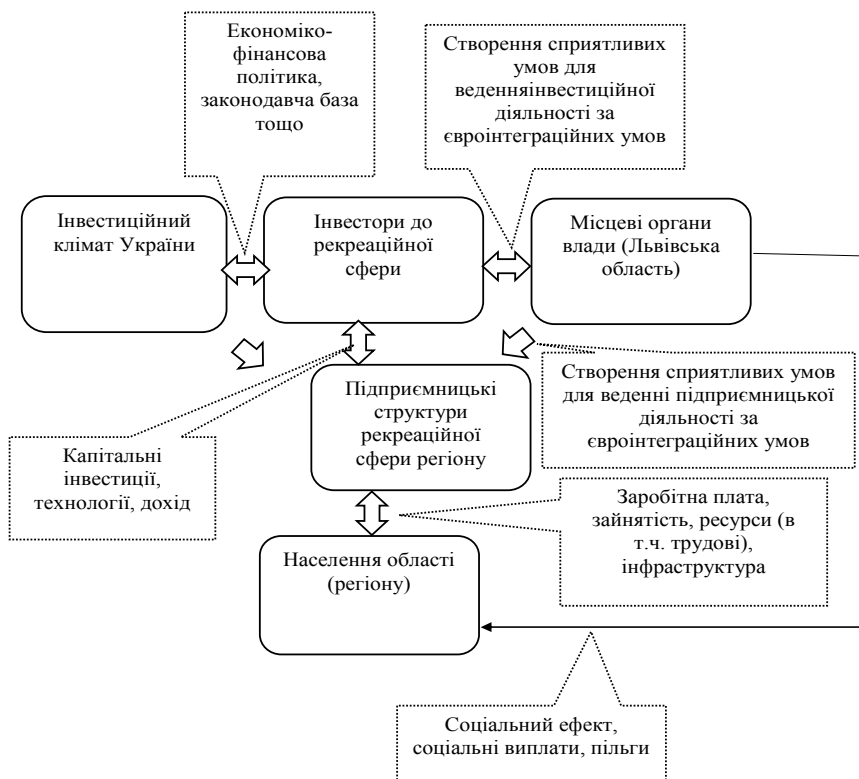 Економіко-
фінансова
політика,
законодавча база
тощо
Створення сприятливих
умов для
веденняінвестиційної
діяльності за
євроінтеграційних умов
Інвестиційний
клімат України
Інвестори до
рекреаційної
сфери
Місцеві органи
влади (Львівська
область)
Підприємницькі
структури
рекреаційної
сфери регіону
Створення сприятливих умов
для веденні підприємницької
діяльності за
євроінтеграційних умов
Капітальні
інвестиції,
технології, дохід
Заробітна плата,
зайнятість, ресурси (в
т.ч. трудові),
інфраструктура
Населення області
(регіону)
Соціальний ефект,
соціальні виплати, пільги